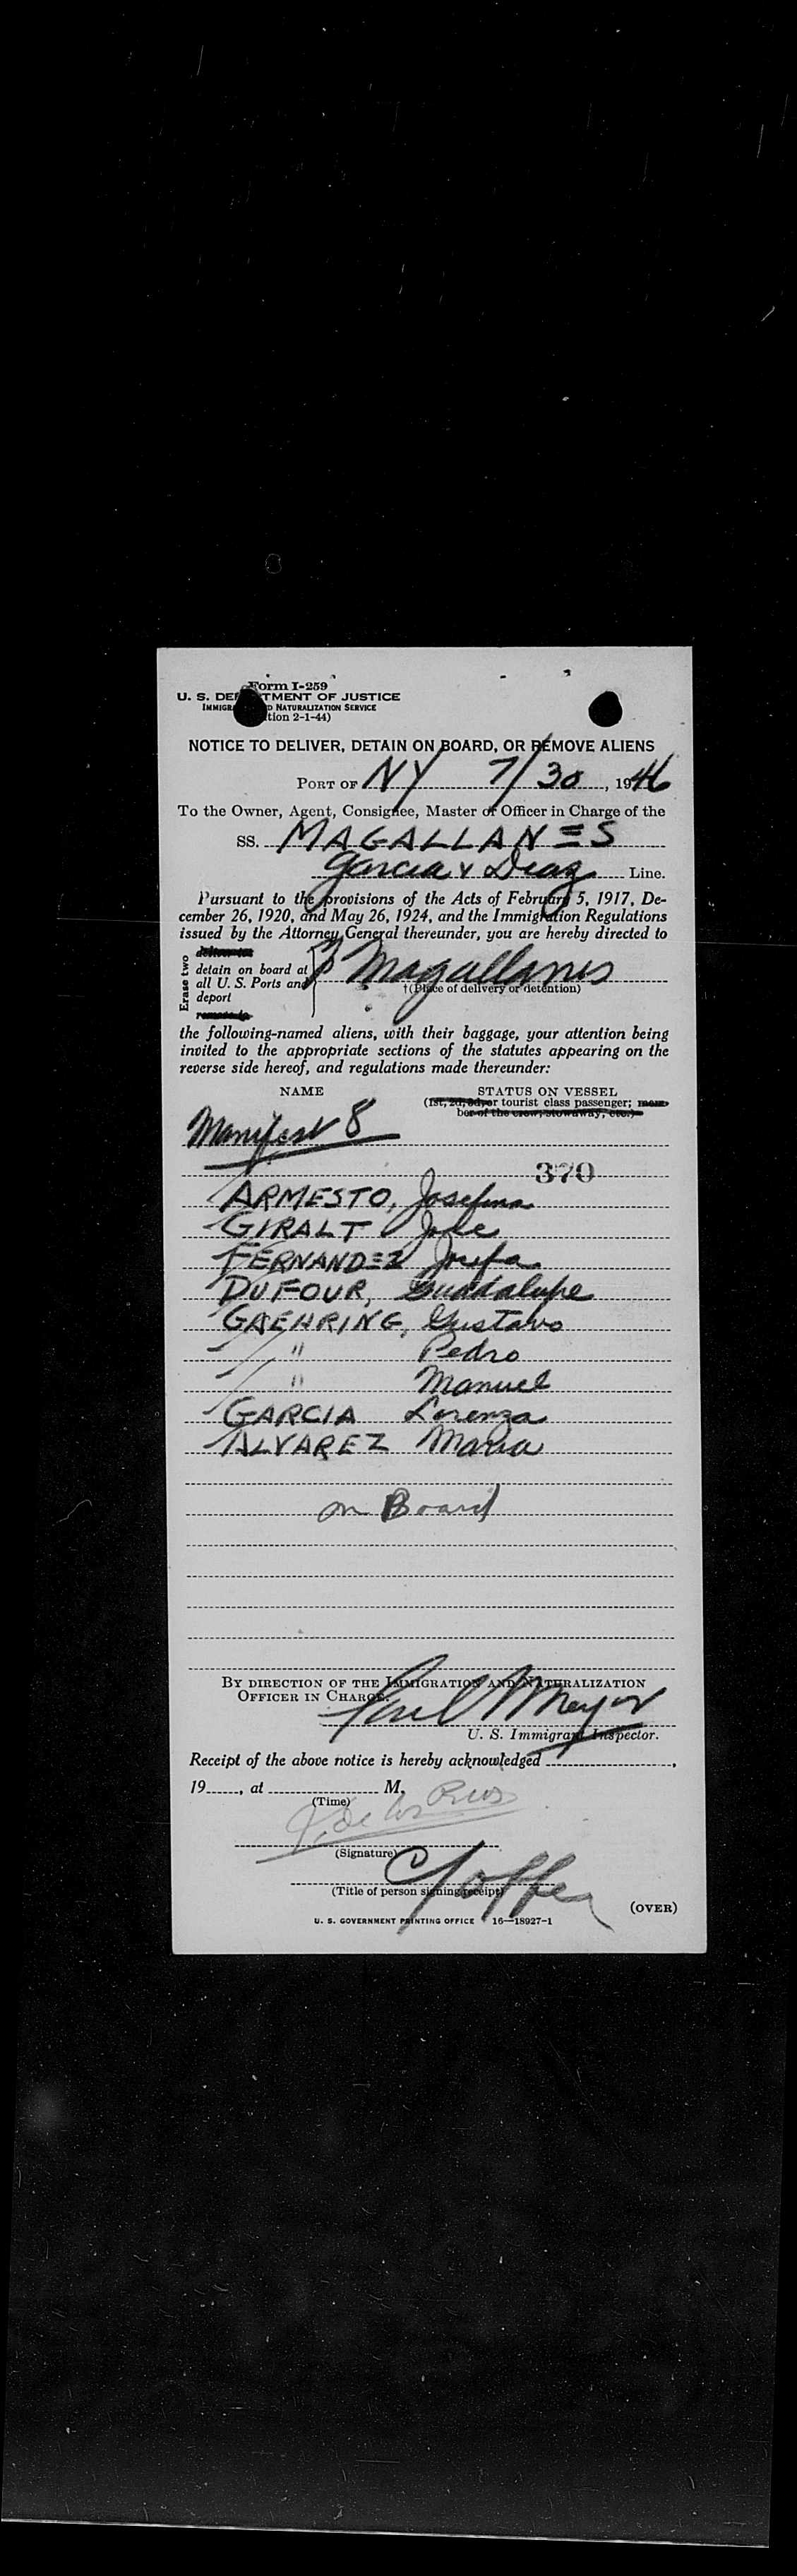 Form I-259
U. S. DEPARTMENT OF JUSTICE
IMMIGRATION AND NATURALIZATION SERVICE
(Edition 2-1-44)
NOTICE TO DELIVER, DETAIN ON BOARD, OR REMOVE ALIENS
PORT OF NY 7/30, 1946
To the Owner, Agent, Consignee, Master or Officer in Charge of the
SS. MAGALLANES
Garcia y Diaz Line.
Pursuant to the provisions of the Acts of February 5, 1917, De-
cember 26, 1920, and May 26, 1924, and the Immigration Regulations
issued by the Attorney General thereunder, you are hereby directed to
Erase two
deliver to
detain on board at
all U. S. Ports and
deport
remove to
Magallanes
†(Place of delivery or detention)
the following-named aliens, with their baggage, your attention being
invited to the appropriate sections of the statutes appearing on the
reverse side hereof, and regulations made thereunder:
NAME STATUS ON VESSEL
(1st, 2d, 3d, or tourist class passenger; mem-
ber of the crew, stowaway, etc.)
Manifest 8
370
ARMESTO, Josefina
GIRALT Jose
FERNANDEZ Josefa
DUFOUR, Guadalupe
GAEHRING, Gustavo
" Pedro
" Manuel
GARCIA Lorenza
ALVAREZ Maria
on Board
BY DIRECTION OF THE IMMIGRATION AND NATURALIZATION
OFFICER IN CHARGE.
Paul Meyer
U. S. Immigrant Inspector.
Receipt of the above notice is hereby acknowledged ,
19 , at M.
(Time)
de los Rios
(Signature)
(Title of person signing receipt)
(OVER)
U. S. GOVERNMENT PRINTING OFFICE 16—18927-1